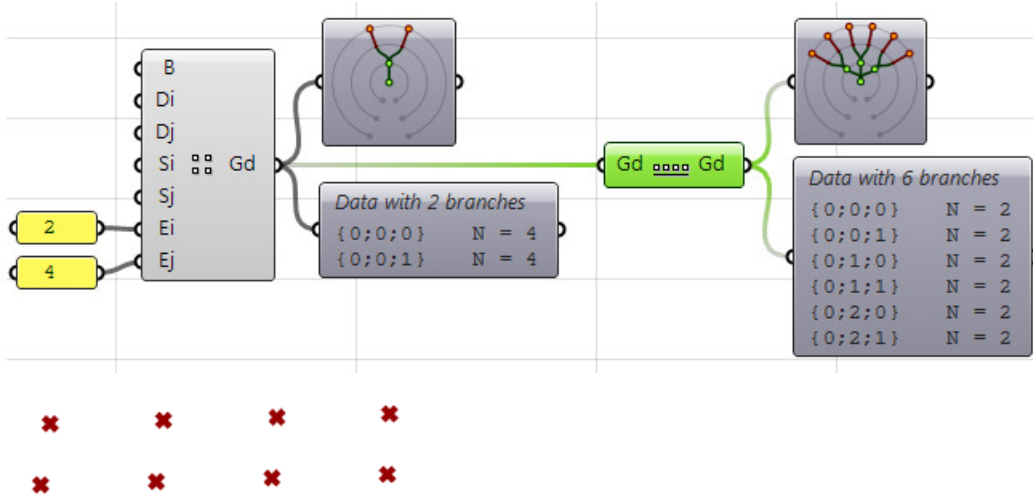 B
Di
Dj
Si
Gd
Sj
Ei
Ej
2
4
Data with 2 branches
{0;0;0} N = 4
{0;0;1} N = 4
Gd
Gd
Data with 6 branches
{0;0;0} N = 2
{0;0;1} N = 2
{0;1;0} N = 2
{0;1;1} N = 2
{0;2;0} N = 2
{0;2;1} N = 2